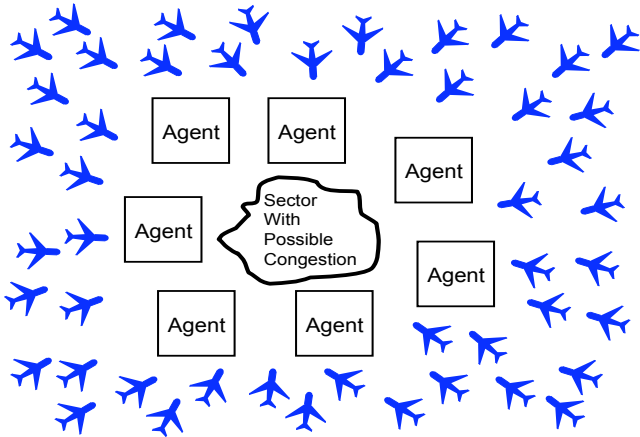 Agent
Agent
Agent
Agent
Sector
With
Possible
Congestion
Agent
Agent
Agent